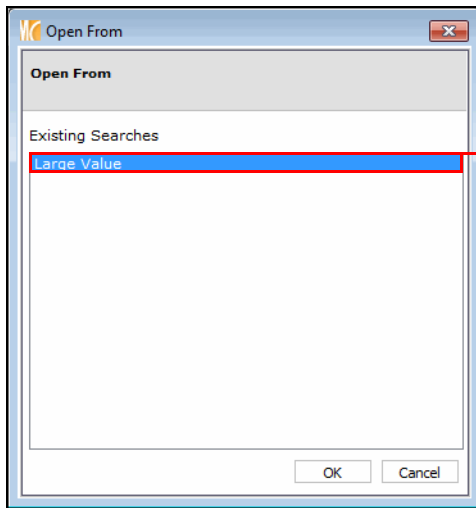 Open From
Open From
Existing Searches
Large Value
OK Cancel